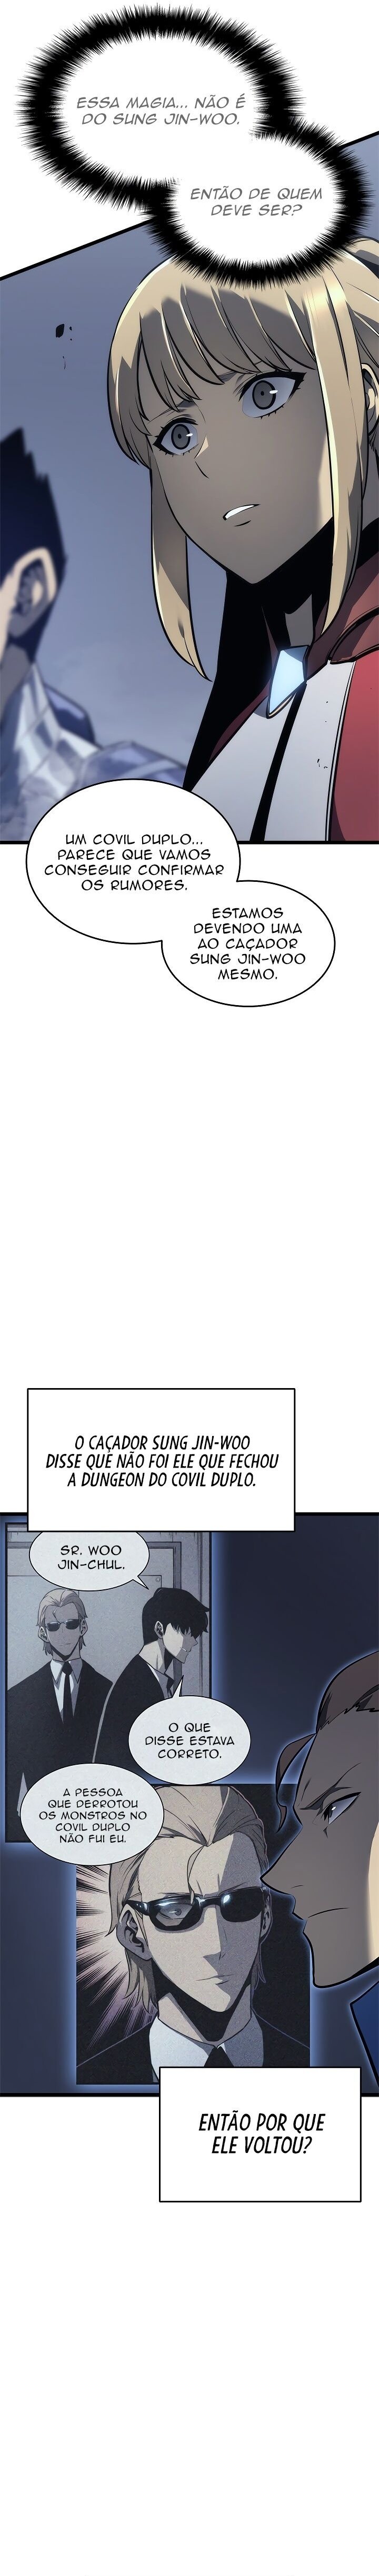 ESSA MAGIA... NÃO É
DO SUNG JIN-WOO.
ENTÃO DE QUEM
DEVE SER?
UM COVIL DUPLO...
PARECE QUE VAMOS
CONSEGUIR CONFIRMAR
OS RUMORES.
ESTAMOS
DEVENDO UMA
AO CAÇADOR
SUNG JIN-WOO
MESMO.
O CAÇADOR SUNG JIN-WOO
DISSE QUE NÃO FOI ELE QUE FECHOU
A DUNGEON DO COVIL DUPLO.
SR. WOO
JIN-CHUL.
O QUE
DISSE ESTAVA
CORRETO.
A PESSOA
QUE DERROTOU
OS MONSTROS NO
COVIL DUPLO
NÃO FUI EU.
ENTÃO POR QUE
ELE VOLTOU?